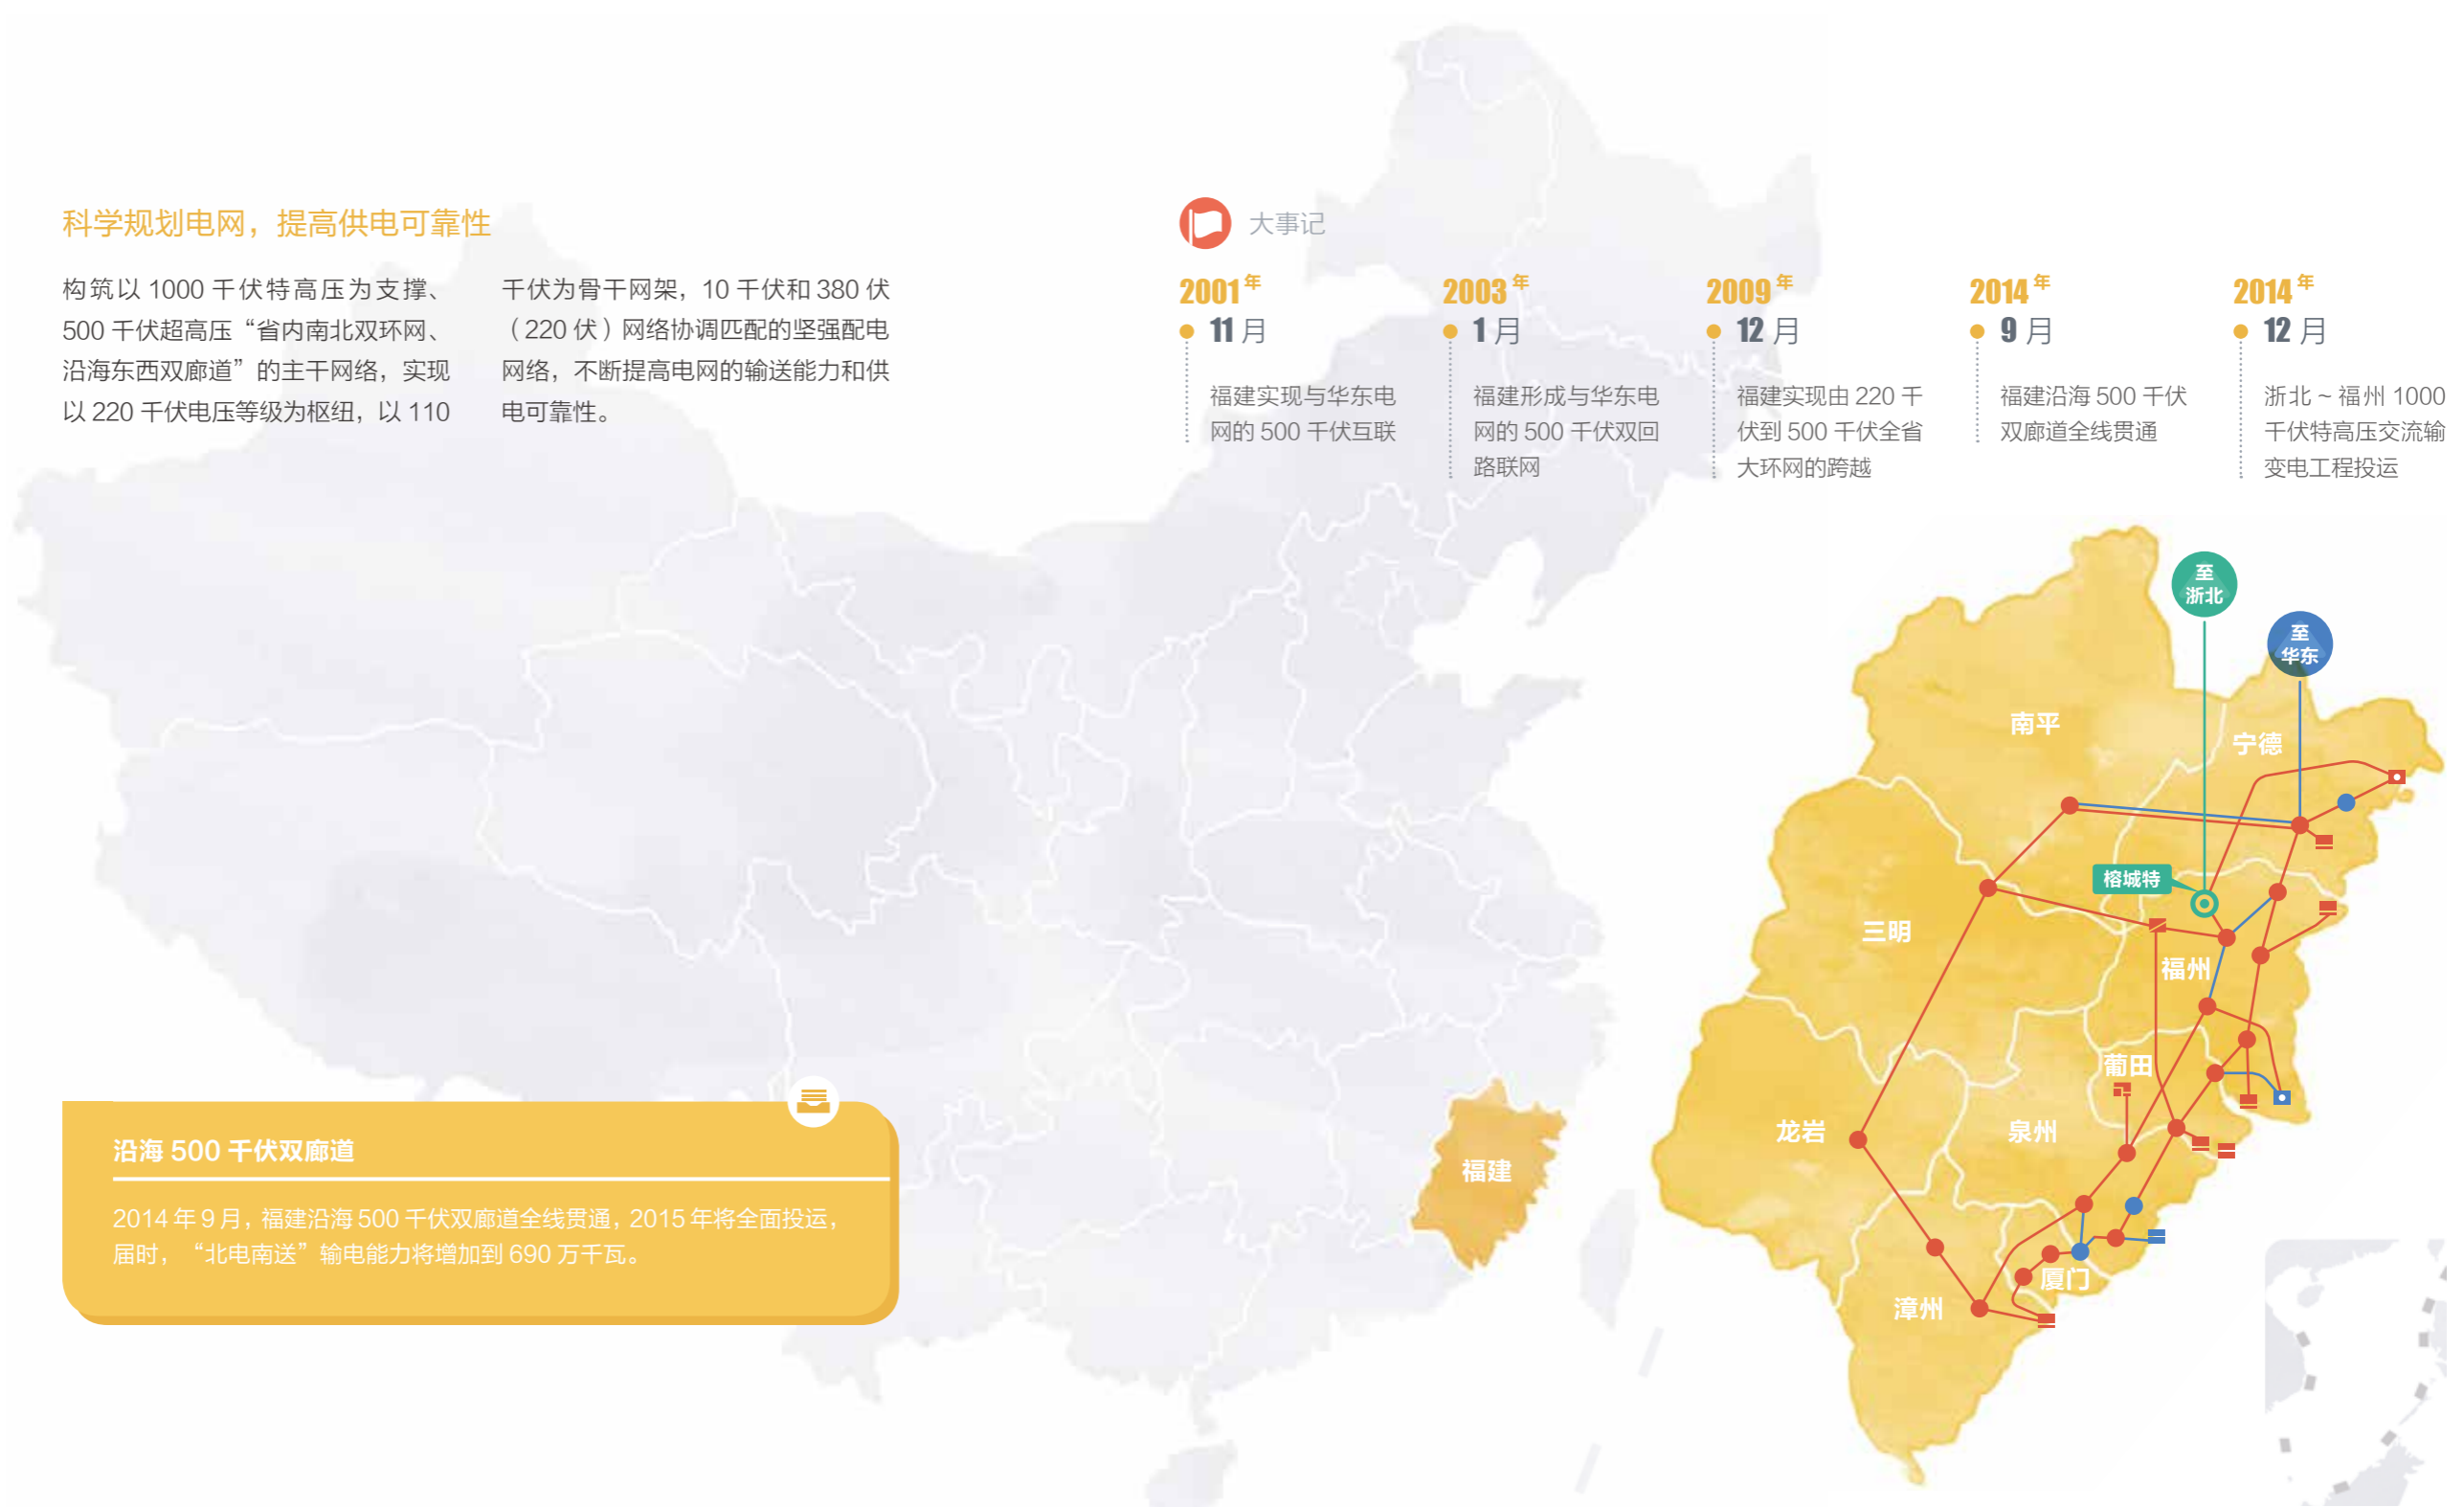 科学规划电网，提高供电可靠性
构筑以 1000 千伏特高压为支撑、
500 千伏超高压“省内南北双环网、
沿海东西双廊道”的主干网络，实现
以 220 千伏电压等级为枢纽，以 110
千伏为骨干网架，10 千伏和 380 伏
（220 伏）网络协调匹配的坚强配电
网络，不断提高电网的输送能力和供
电可靠性。
大事记
2001 年
11 月
福建实现与华东电
网的 500 千伏互联
2003 年
1 月
福建形成与华东电
网的 500 千伏双回
路联网
2009 年
12 月
福建实现由 220 千
伏到 500 千伏全省
大环网的跨越
2014 年
9 月
福建沿海 500 千伏
双廊道全线贯通
2014 年
12 月
浙北 ~ 福州 1000
千伏特高压交流输
变电工程投运
至
浙北
至
华东
南平
宁德
榕城特
三明
福州
莆田
龙岩
泉州
厦门
漳州
福建
沿海 500 千伏双廊道
2014 年 9 月，福建沿海 500 千伏双廊道全线贯通，2015 年将全面投运，
届时，“北电南送”输电能力将增加到 690 万千瓦。